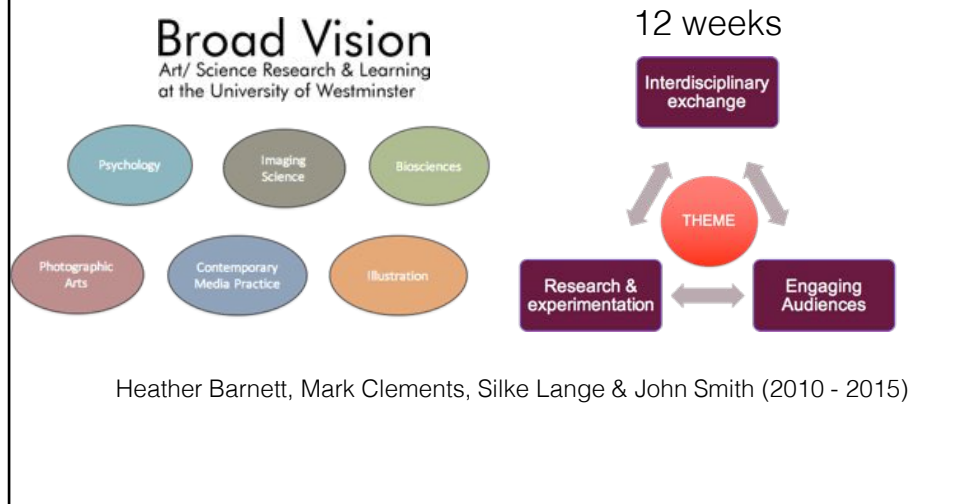 Broad Vision
Art/ Science Research & Learning
at the University of Westminster
Psychology
Imaging
Science
Biosciences
Photographic
Arts
Contemporary
Media Practice
Illustration
12 weeks
Interdisciplinary
exchange
THEME
Research &
experimentation
Engaging
Audiences
Heather Barnett, Mark Clements, Silke Lange & John Smith (2010 - 2015)